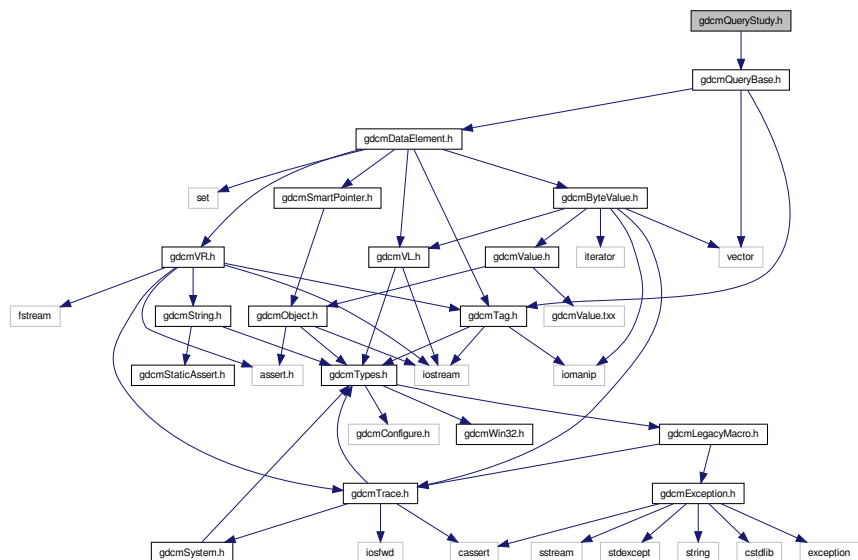 gdcmQueryStudy.h
gdcmQueryBase.h
gdcmDataElement.h
set
gdcmSmartPointer.h
gdcmByteValue.h
gdcmVR.h
gdcmVL.h
gdcmValue.h
iterator
vector
fstream
gdcmString.h
gdcmObject.h
gdcmTag.h
gdcmValue.txx
gdcmStaticAssert.h
assert.h
gdcmTypes.h
iostream
iomanip
gdcmConfigure.h
gdcmWin32.h
gdcmLegacyMacro.h
gdcmTrace.h
gdcmException.h
gdcmSystem.h
iosfwd
cassert
sstream
stdexcept
string
cstdlib
exception